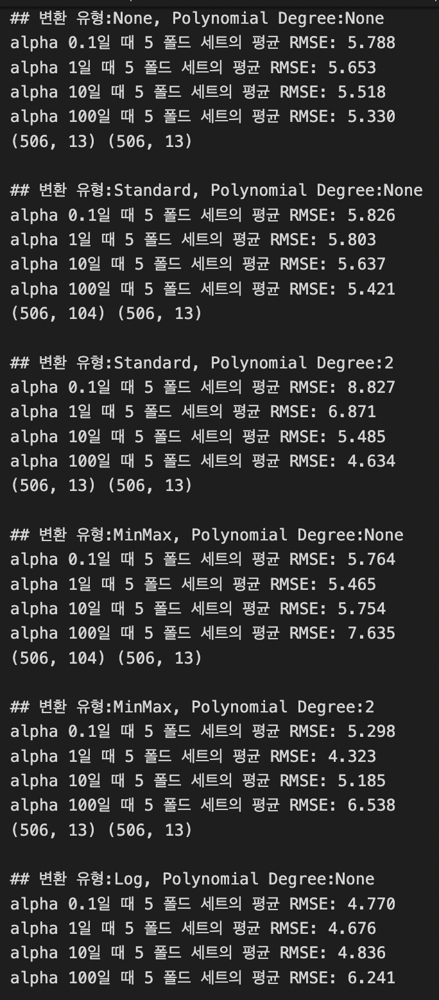 ## 변환 유형:None, Polynomial Degree:None
alpha 0.1일 때 5 폴드 세트의 평균 RMSE: 5.788
alpha 1일 때 5 폴드 세트의 평균 RMSE: 5.653
alpha 10일 때 5 폴드 세트의 평균 RMSE: 5.518
alpha 100일 때 5 폴드 세트의 평균 RMSE: 5.330
(506, 13) (506, 13)
## 변환 유형:Standard, Polynomial Degree:None
alpha 0.1일 때 5 폴드 세트의 평균 RMSE: 5.826
alpha 1일 때 5 폴드 세트의 평균 RMSE: 5.803
alpha 10일 때 5 폴드 세트의 평균 RMSE: 5.637
alpha 100일 때 5 폴드 세트의 평균 RMSE: 5.421
(506, 104) (506, 13)
## 변환 유형:Standard, Polynomial Degree:2
alpha 0.1일 때 5 폴드 세트의 평균 RMSE: 8.827
alpha 1일 때 5 폴드 세트의 평균 RMSE: 6.871
alpha 10일 때 5 폴드 세트의 평균 RMSE: 5.485
alpha 100일 때 5 폴드 세트의 평균 RMSE: 4.634
(506, 13) (506, 13)
## 변환 유형:MinMax, Polynomial Degree:None
alpha 0.1일 때 5 폴드 세트의 평균 RMSE: 5.764
alpha 1일 때 5 폴드 세트의 평균 RMSE: 5.465
alpha 10일 때 5 폴드 세트의 평균 RMSE: 5.754
alpha 100일 때 5 폴드 세트의 평균 RMSE: 7.635
(506, 104) (506, 13)
## 변환 유형:MinMax, Polynomial Degree:2
alpha 0.1일 때 5 폴드 세트의 평균 RMSE: 5.298
alpha 1일 때 5 폴드 세트의 평균 RMSE: 4.323
alpha 10일 때 5 폴드 세트의 평균 RMSE: 5.185
alpha 100일 때 5 폴드 세트의 평균 RMSE: 6.538
(506, 13) (506, 13)
## 변환 유형:Log, Polynomial Degree:None
alpha 0.1일 때 5 폴드 세트의 평균 RMSE: 4.770
alpha 1일 때 5 폴드 세트의 평균 RMSE: 4.676
alpha 10일 때 5 폴드 세트의 평균 RMSE: 4.836
alpha 100일 때 5 폴드 세트의 평균 RMSE: 6.241